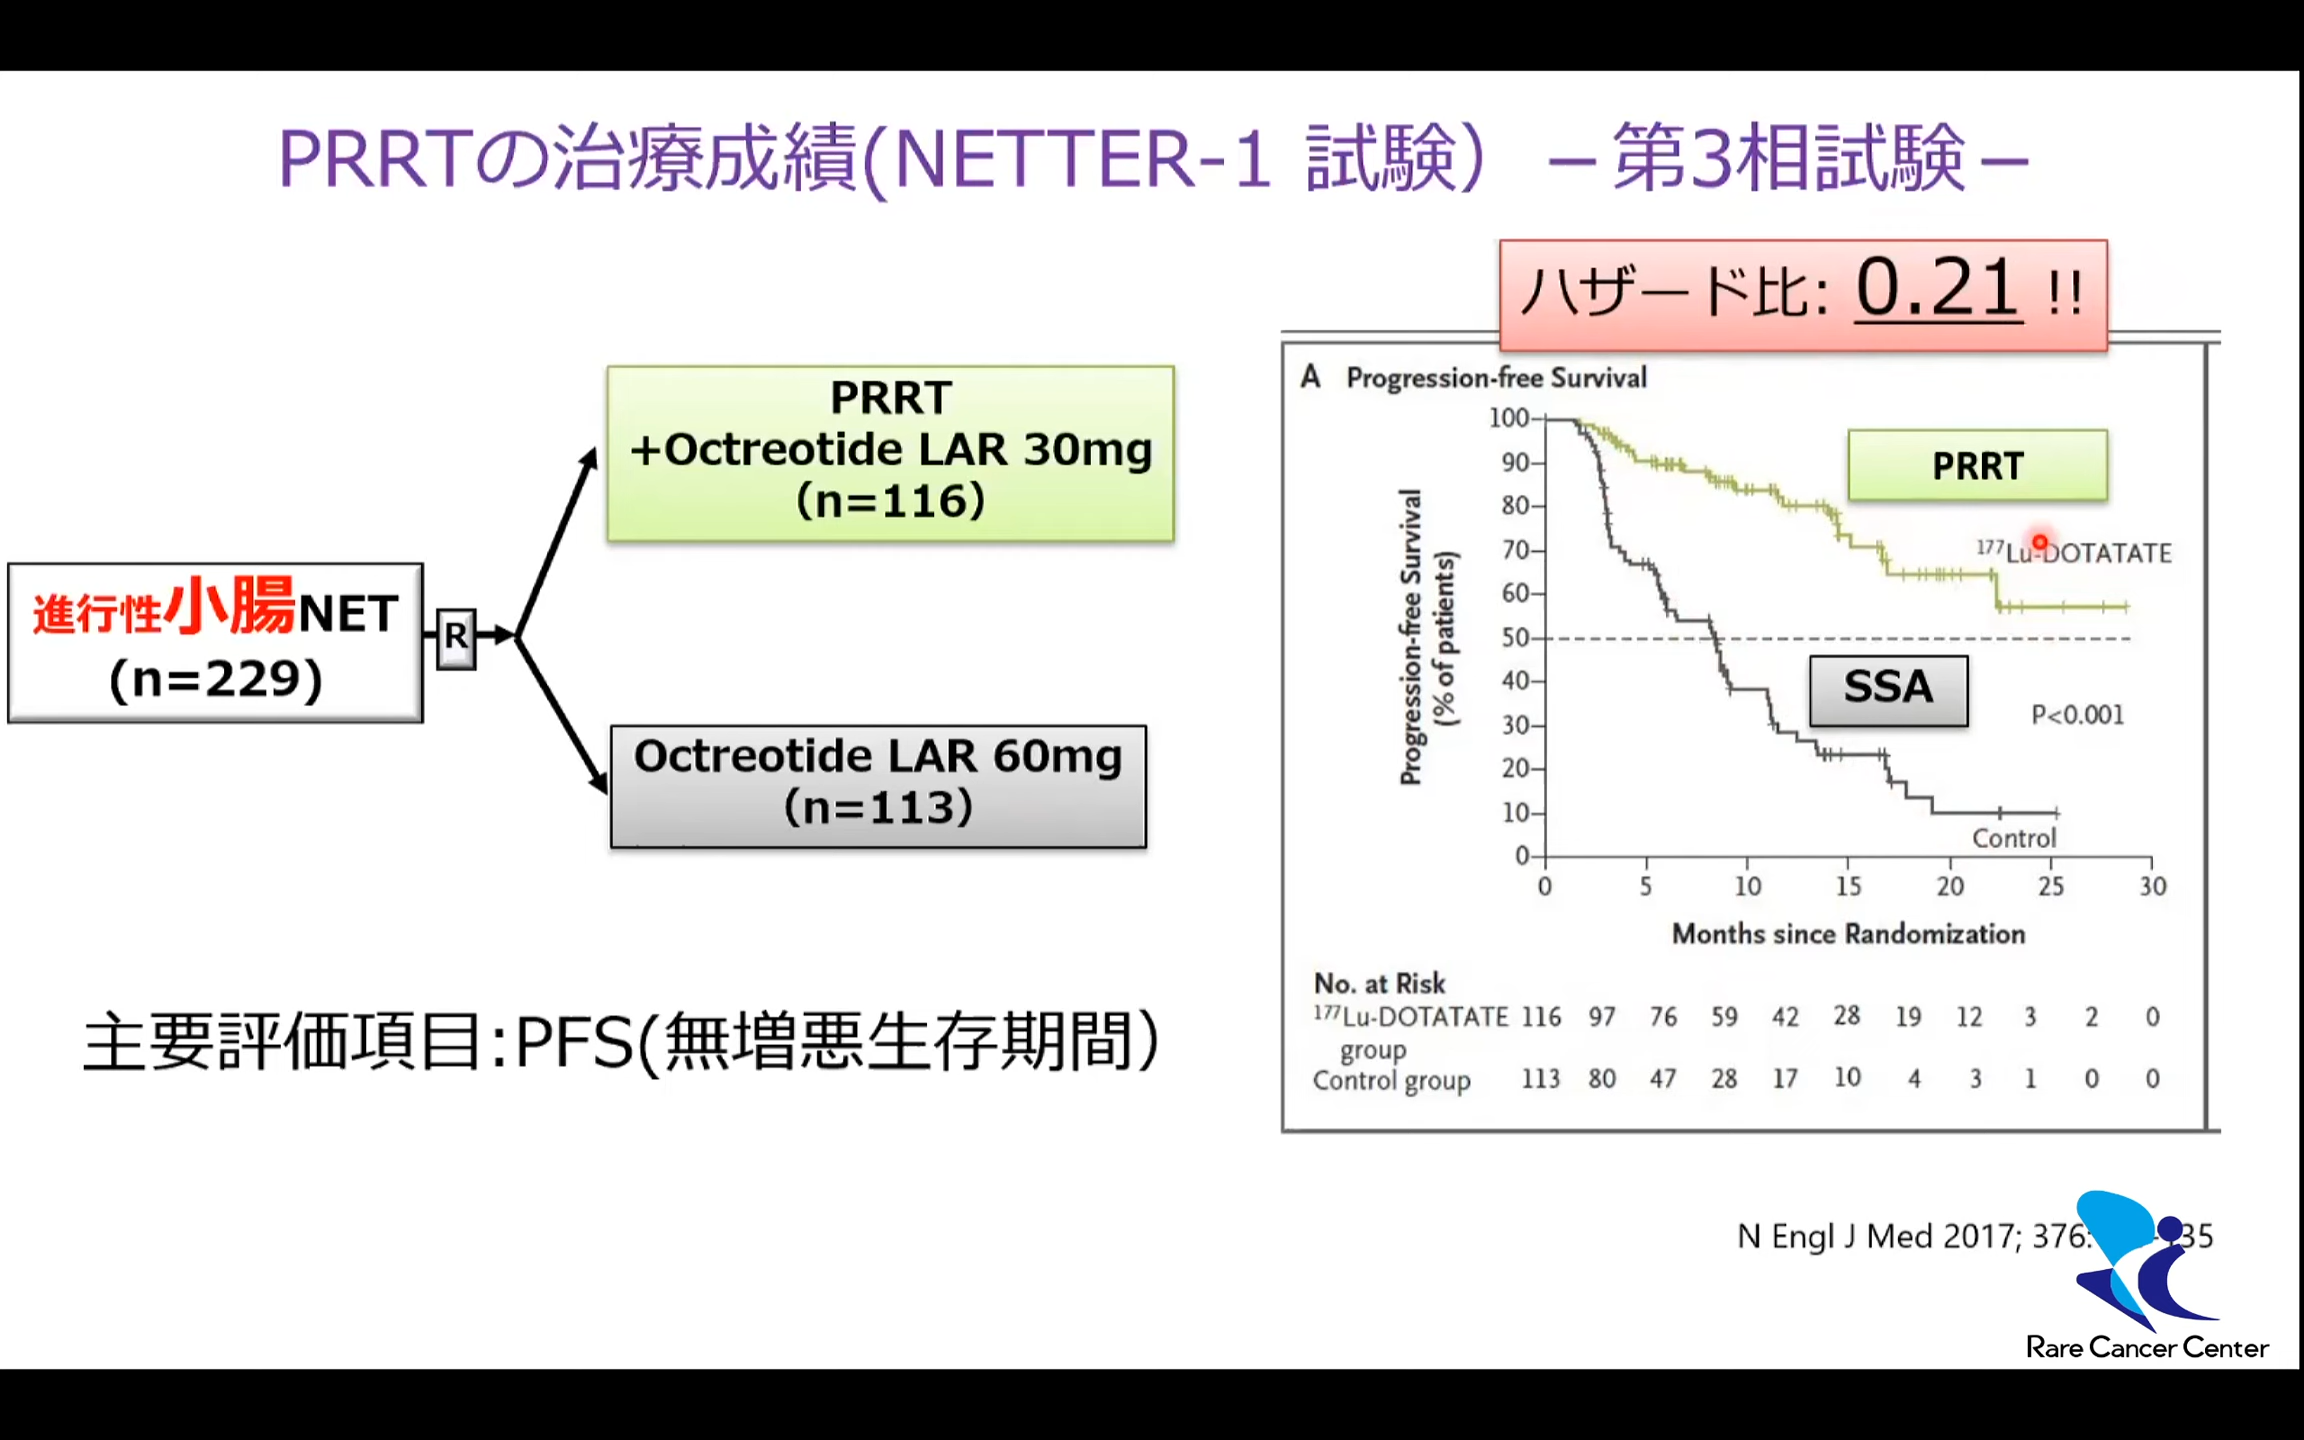 PRRTの治療成績(NETTER-1 試験） －第3相試験－
ハザード比: 0.21 !!
PRRT
+Octreotide LAR 30mg
（n=116）
進行性小腸NET
(n=229)
R
Octreotide LAR 60mg
（n=113）
主要評価項目:PFS(無増悪生存期間）
A Progression-free Survival
Progression-free Survival
(% of patients)
100
90
80
70
60
50
40
30
20
10
0
PRRT
177Lu-DOTATATE
SSA
P<0.001
Control
0 5 10 15 20 25 30
Months since Randomization
No. at Risk
177Lu-DOTATATE 116 97 76 59 42 28 19 12 3 2 0
group
Control group 113 80 47 28 17 10 4 3 1 0 0
N Engl J Med 2017; 376: 35
Rare Cancer Center